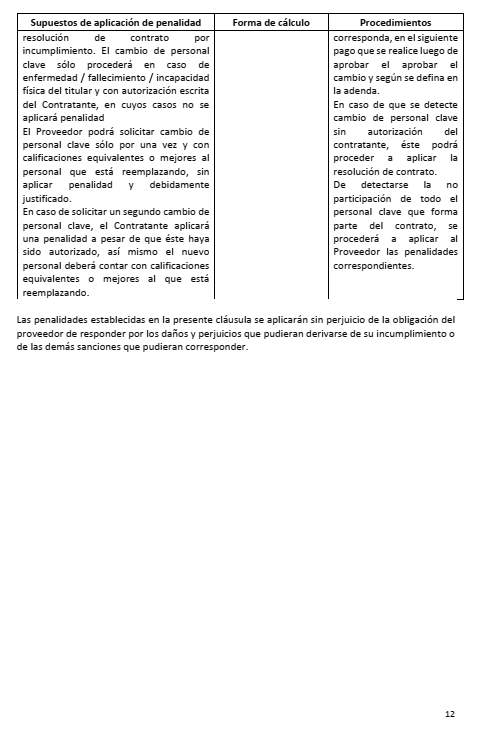 Supuestos de aplicación de penalidad
Forma de cálculo
Procedimientos
resolución de contrato por
incumplimiento. El cambio de personal
clave sólo procederá en caso de
enfermedad / fallecimiento / incapacidad
física del titular y con autorización escrita
del Contratante, en cuyos casos no se
aplicará penalidad
El Proveedor podrá solicitar cambio de
personal clave sólo por una vez y con
calificaciones equivalentes o mejores al
personal que está reemplazando, sin
aplicar penalidad y debidamente
justificado.
En caso de solicitar un segundo cambio de
personal clave, el Contratante aplicará
una penalidad a pesar de que éste haya
sido autorizado, así mismo el nuevo
personal deberá contar con calificaciones
equivalentes o mejores al que está
reemplazando.
corresponda, en el siguiente
pago que se realice luego de
aprobar el aprobar el
cambio y según se defina en
la adenda.
En caso de que se detecte
cambio de personal clave
sin autorización del
contratante, éste podrá
proceder a aplicar la
resolución de contrato.
De detectarse la no
participación de todo el
personal clave que forma
parte del contrato, se
procederá a aplicar al
Proveedor las penalidades
correspondientes.
Las penalidades establecidas en la presente cláusula se aplicarán sin perjuicio de la obligación del
proveedor de responder por los daños y perjuicios que pudieran derivarse de su incumplimiento o
de las demás sanciones que pudieran corresponder.
12